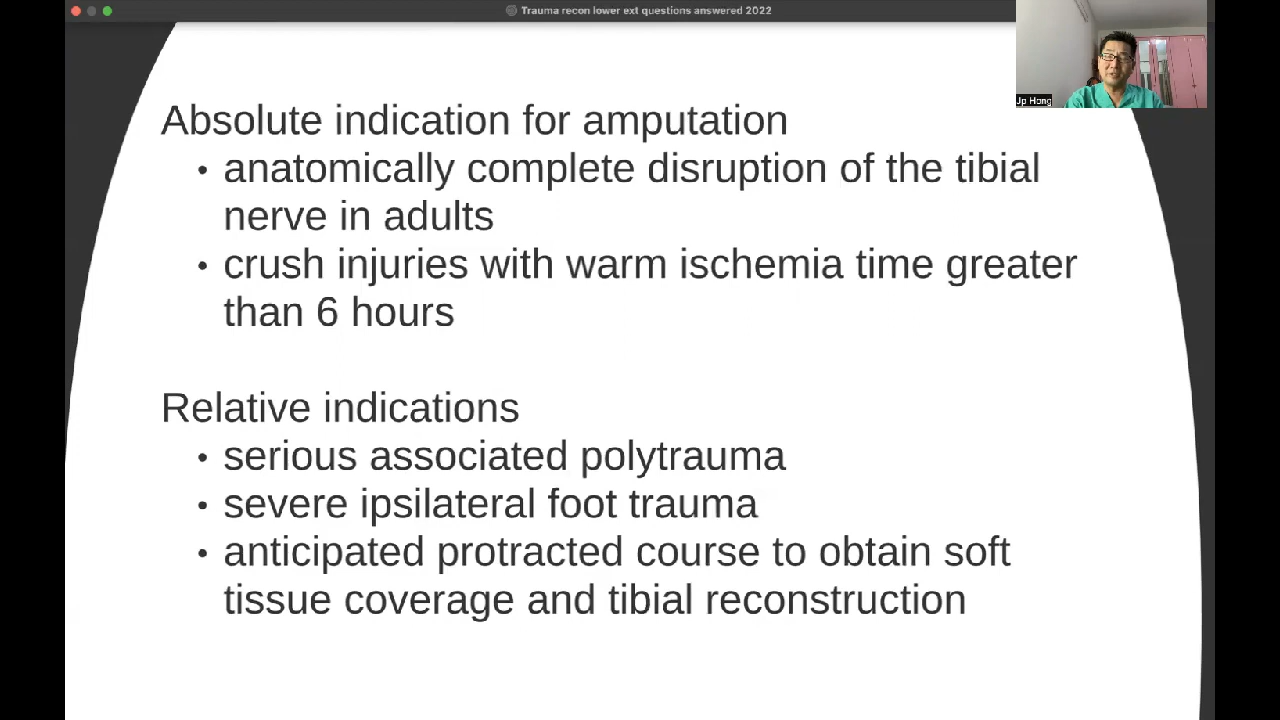 Trauma recon lower ext questions answered 2022
Jp Hong
Absolute indication for amputation
• anatomically complete disruption of the tibial
nerve in adults
• crush injuries with warm ischemia time greater
than 6 hours
Relative indications
• serious associated polytrauma
• severe ipsilateral foot trauma
• anticipated protracted course to obtain soft
tissue coverage and tibial reconstruction